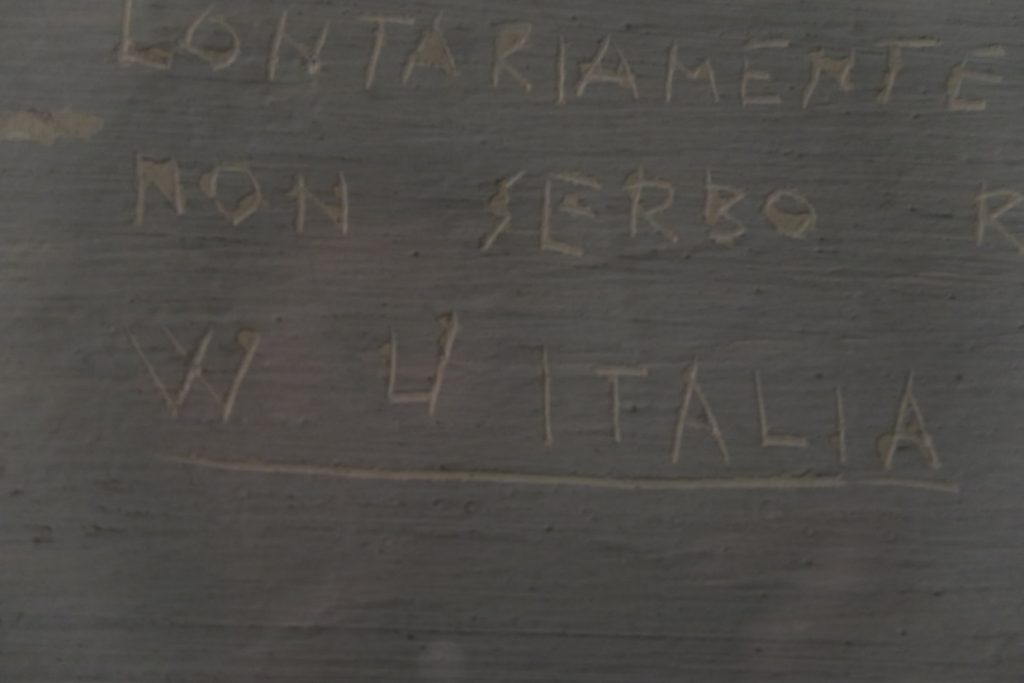 LONTARIAMENTE
NON SERBO R
W L' ITALIA